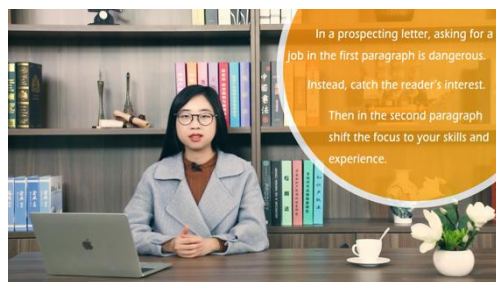 In a prospecting letter, asking for a
job in the first paragraph is dangerous.
Instead, catch the reader's interest.
Then in the second paragraph
shift the focus to your skills and
experience.